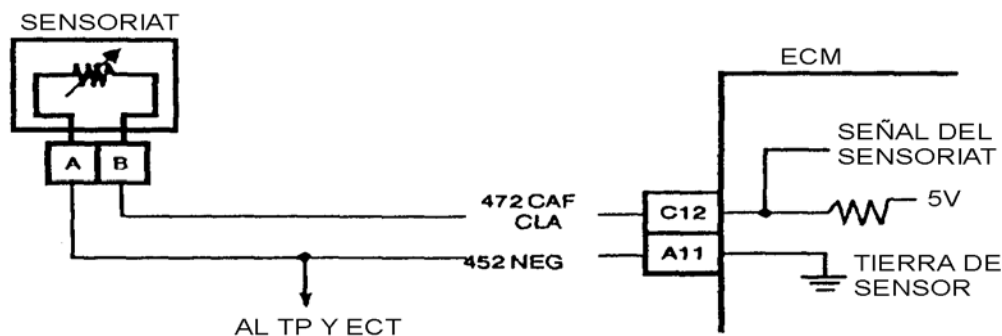 SENSORIAT
ECM
A B
SEÑAL DEL
SENSORIAT
472 CAF
CLA
C12
5V
452 NEG
A11
TIERRA DE
SENSOR
AL TP Y ECT